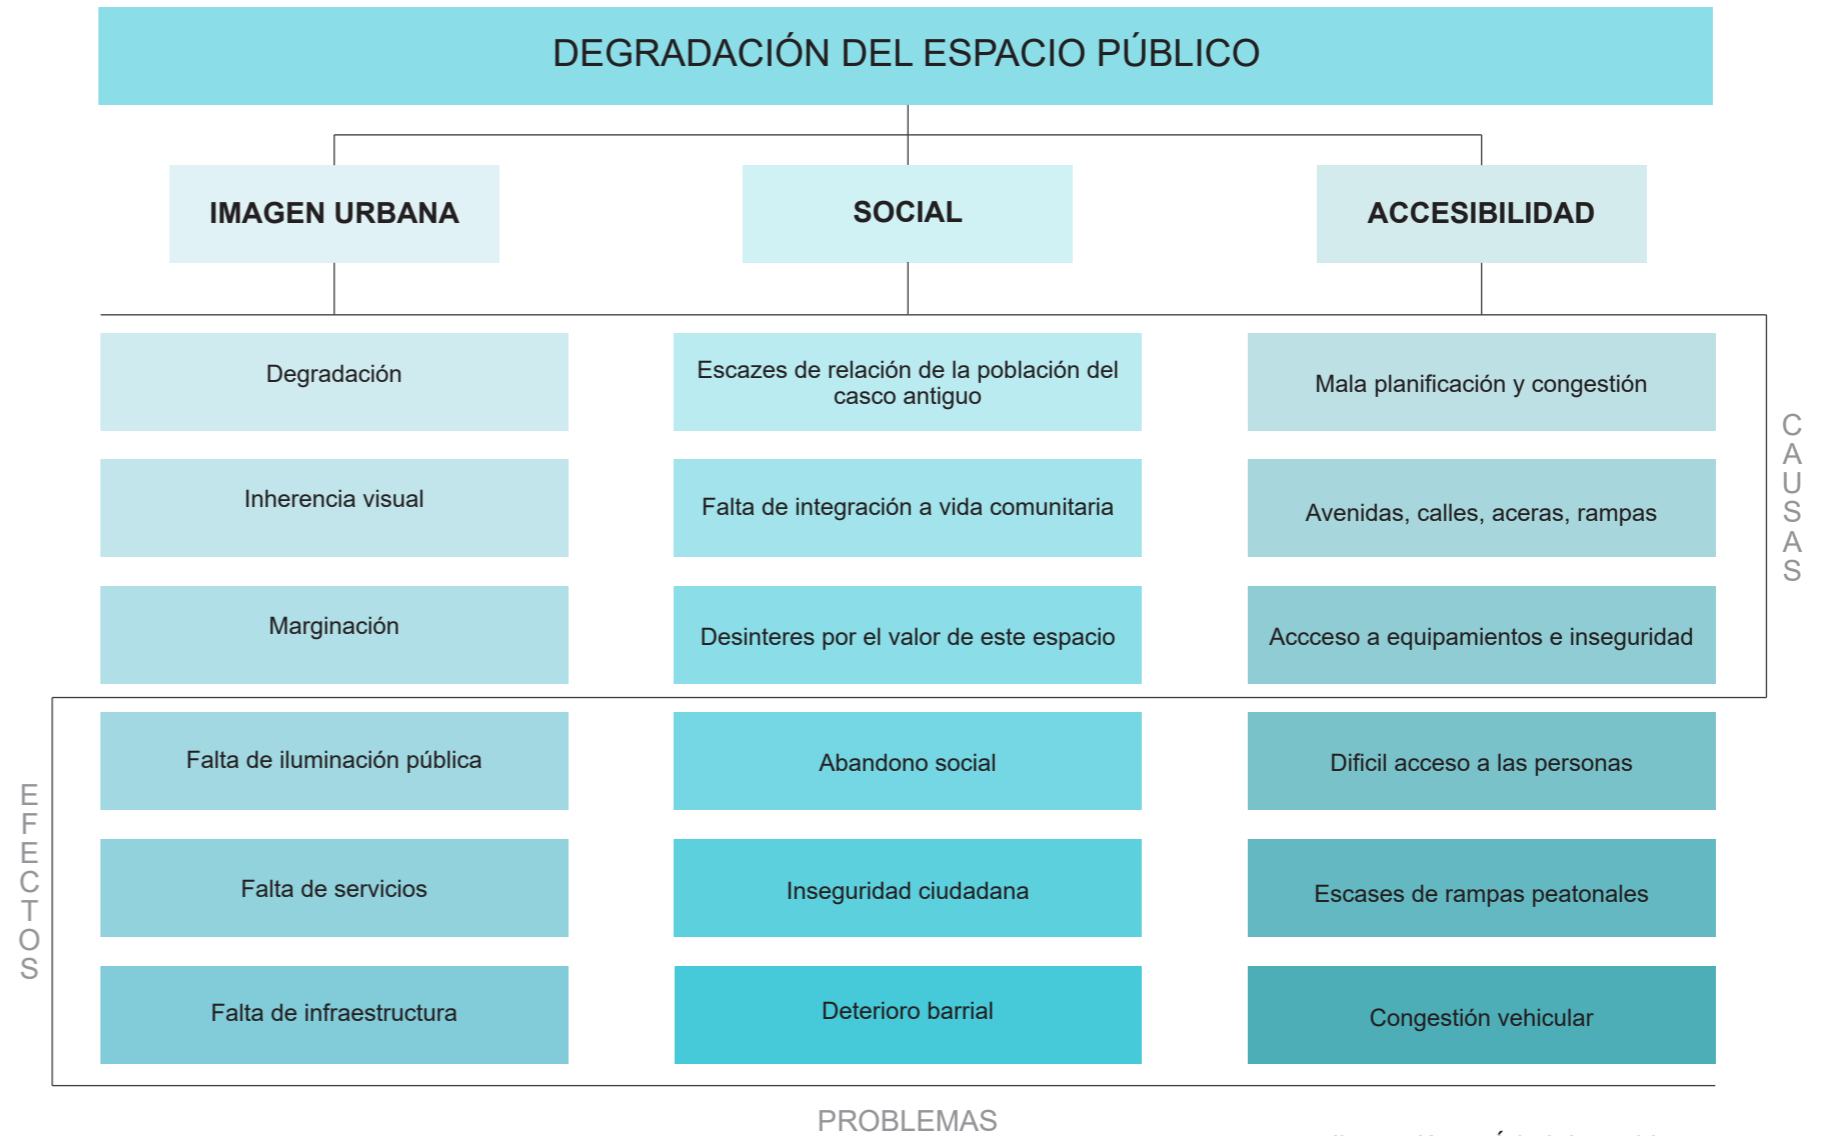 DEGRADACIÓN DEL ESPACIO PÚBLICO
IMAGEN URBANA
SOCIAL
ACCESIBILIDAD
Degradación
Escazes de relación de la población del
casco antiguo
Mala planificación y congestión
Inherencia visual
Falta de integración a vida comunitaria
Avenidas, calles, aceras, rampas
Marginación
Desinteres por el valor de este espacio
Accceso a equipamientos e inseguridad
CAUSAS
Falta de iluminación pública
Abandono social
Dificil acceso a las personas
Falta de servicios
Inseguridad ciudadana
Escases de rampas peatonales
Falta de infraestructura
Deterioro barrial
Congestión vehicular
EFECTOS
PROBLEMAS